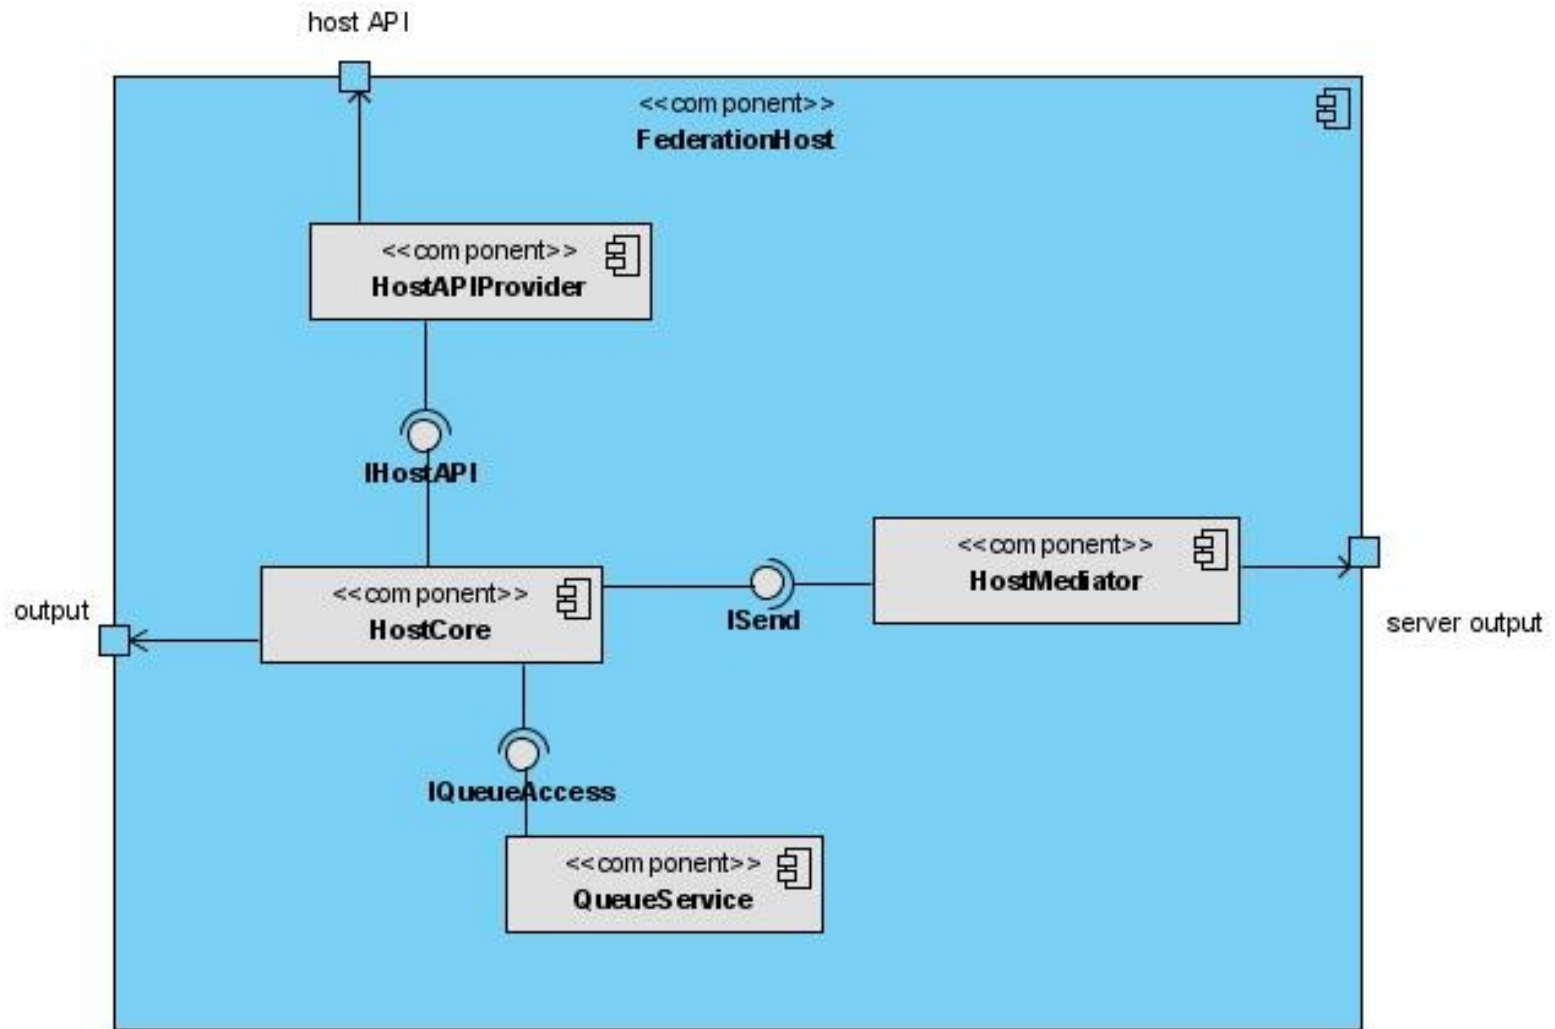 host API
<<component>>
FederationHost
<<component>>
HostAPIProvider
IHostAPI
<<component>>
HostMediator
<<component>>
HostCore
ISend
output
server output
IQueueAccess
<<component>>
QueueService